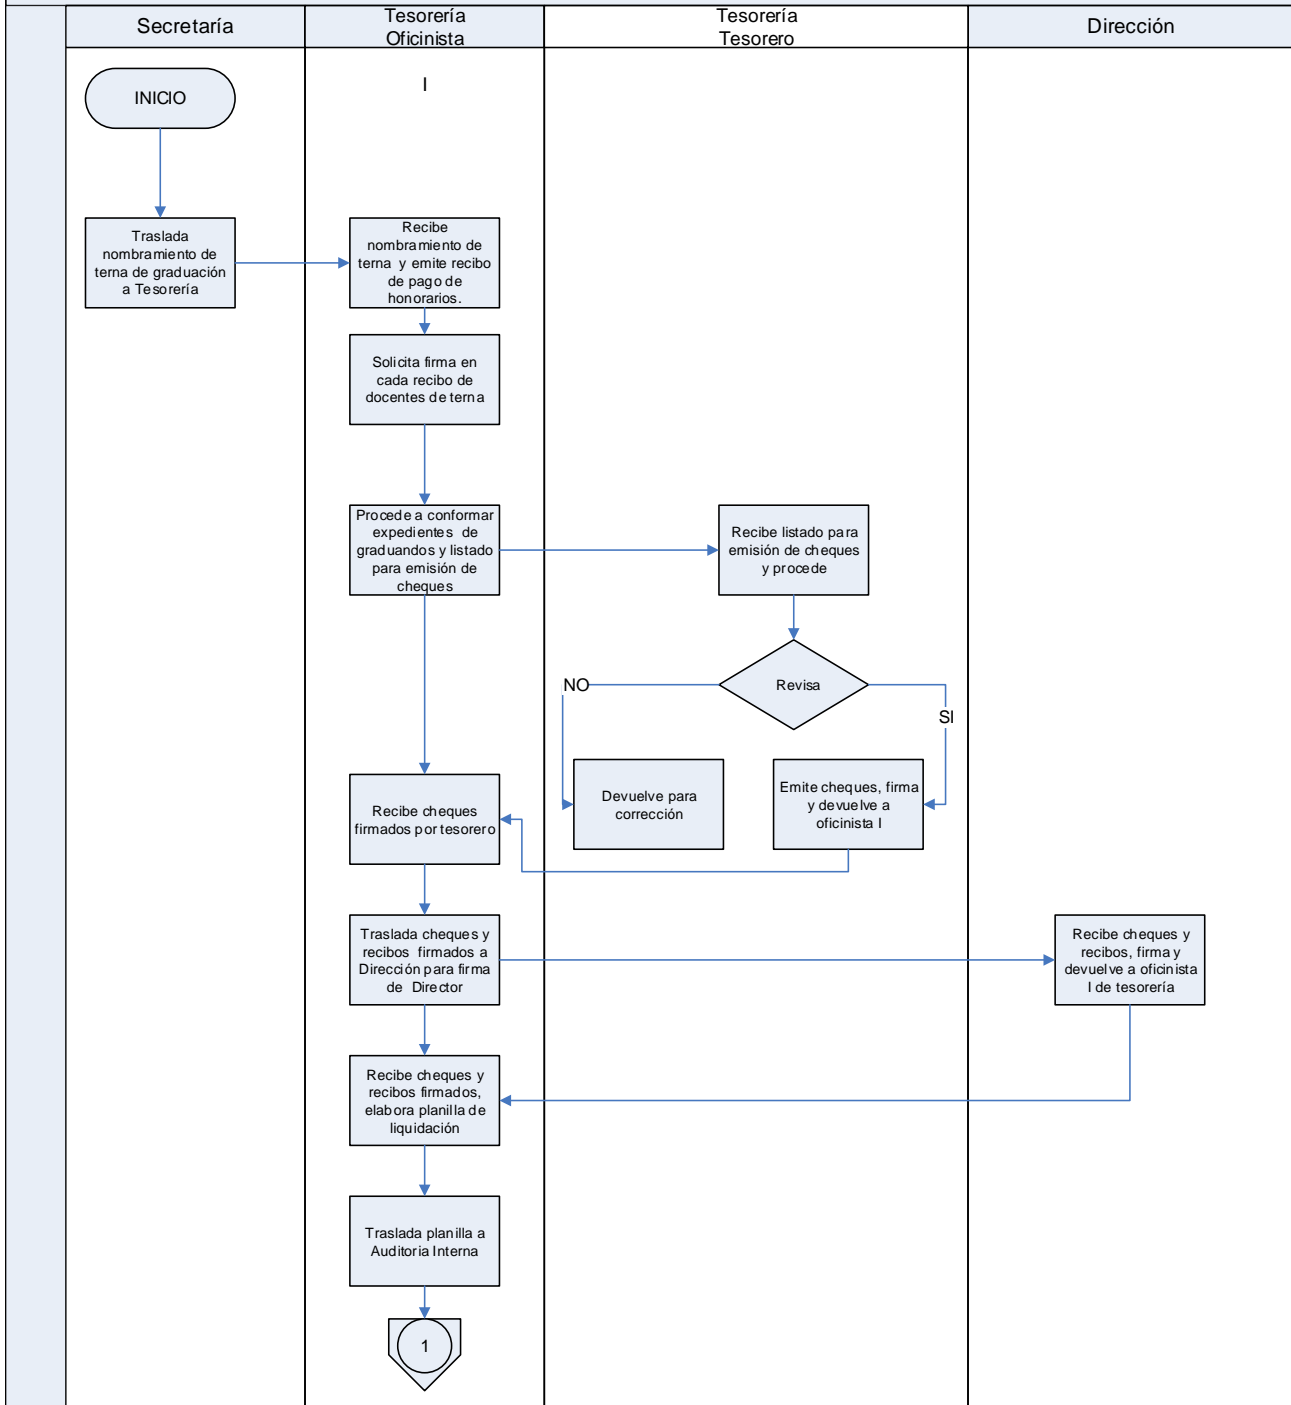 Secretaría
Tesorería
Oficinista
I
Tesorería
Tesorero
Dirección
INICIO
Traslada
nombramiento de
terna de graduación
a Tesorería
Recibe
nombramiento de
terna y emite recibo
de pago de
honorarios.
Solicita firma en
cada recibo de
docentes de terna
Procede a conformar
expedientes de
graduandos y listado
para emisión de
cheques
Recibe listado para
emisión de cheques
y procede
Revisa
NO
SI
Devuelve para
corrección
Emite cheques, firma
y devuelve a
oficinista I
Recibe cheques
firmados por tesorero
Traslada cheques y
recibos firmados a
Dirección para firma
de Director
Recibe cheques y
recibos, firma y
devuelve a oficinista
I de tesorería
Recibe cheques y
recibos firmados,
elabora planilla de
liquidación
Traslada planilla a
Auditoria Interna
1